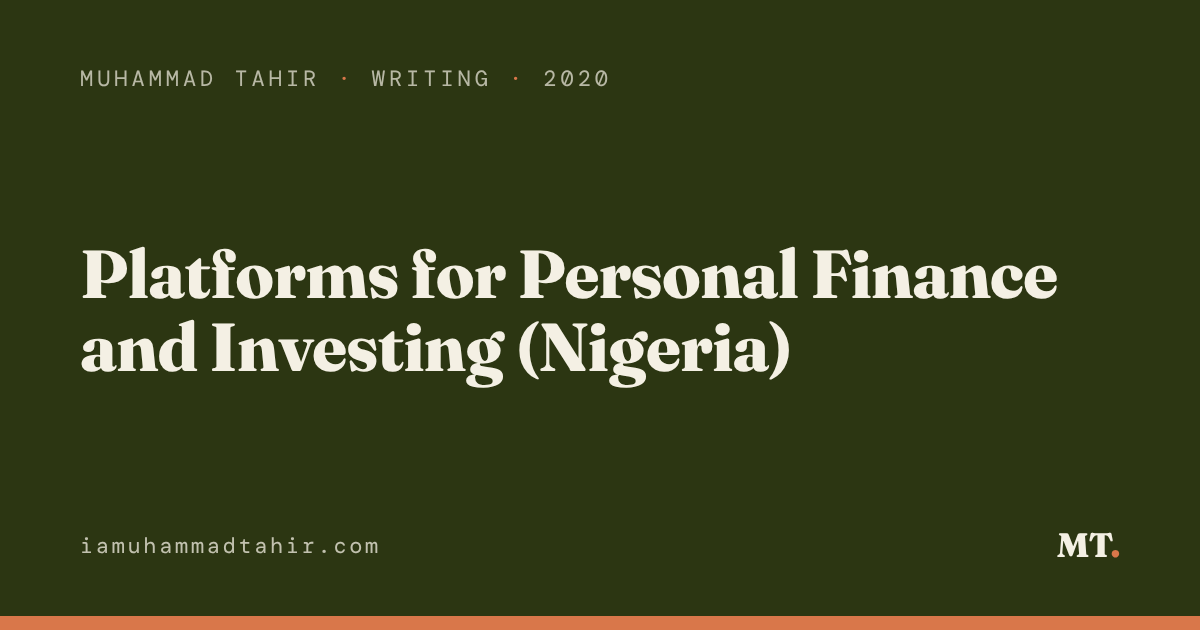 MUHAMMAD TAHIR · WRITING · 2020
Platforms for Personal Finance
and Investing (Nigeria)
iamuhammadtahir.com
MT.